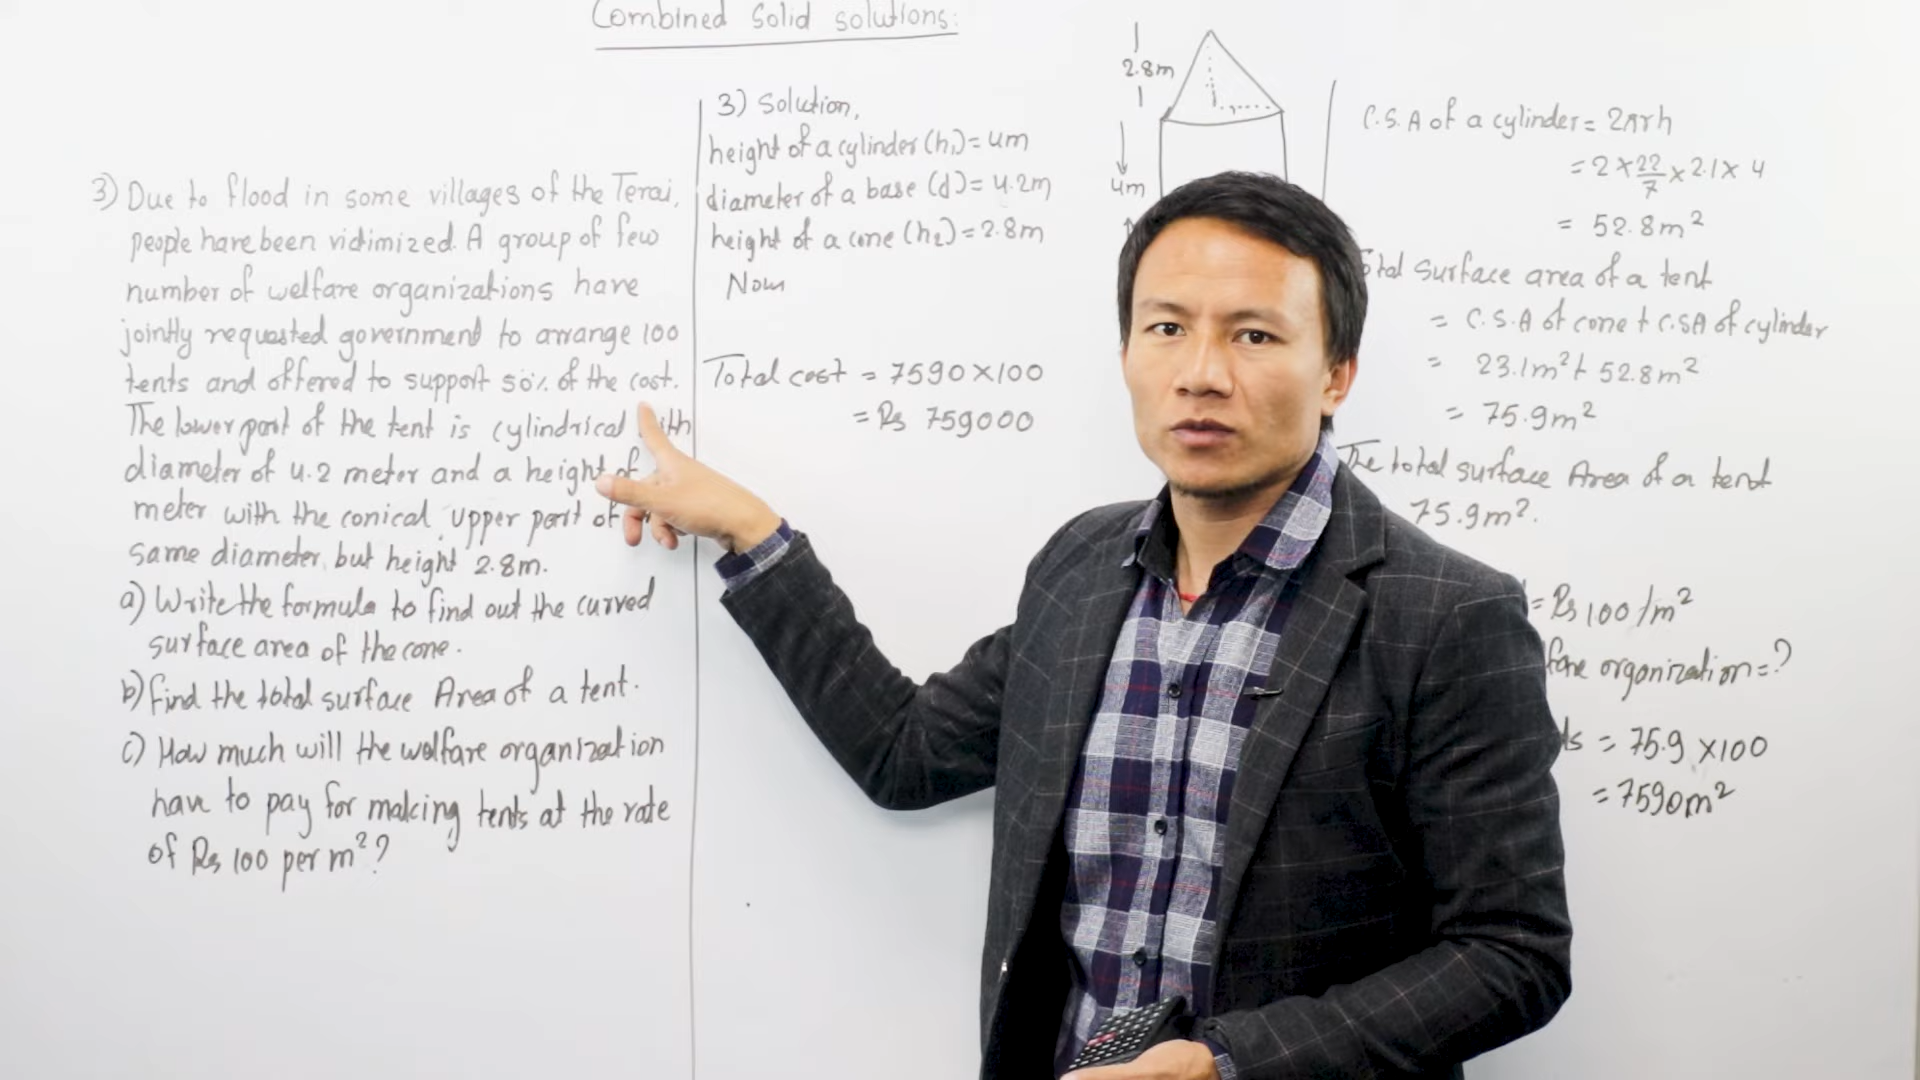 Combined Solid solutions:
3) Due to flood in some villages of the Terai,
people have been victimized. A group of few
number of welfare organizations have
jointly requested government to arrange 100
tents and offered to support 50% of the cost.
The lower part of the tent is cylindrical with
diameter of 4.2 meter and a height of
meter with the conical upper part of
same diameter, but height 2.8m.
a) Write the formula to find out the curved
surface area of the cone.
b) find the total surface Area of a tent.
c) How much will the welfare organization
have to pay for making tents at the rate
of Rs 100 per m²?
3) Solution,
height of a cylinder (h₁) = 4m
diameter of a base (d) = 4.2m
height of a cone (h₂) = 2.8m
Now
Total cost = 7590 × 100
= Rs 759000
2.8m
4m
C.S.A of a cylinder = 2πrh
= 2 × 22/7 × 2.1 × 4
= 52.8m²
Total surface area of a tent
= C.S.A of cone + C.SA of cylinder
= 23.1m² + 52.8m²
= 75.9m²
The total surface Area of a tent
75.9m².
= Rs 100/m²
organization = ?
= 75.9 × 100
= 7590m²